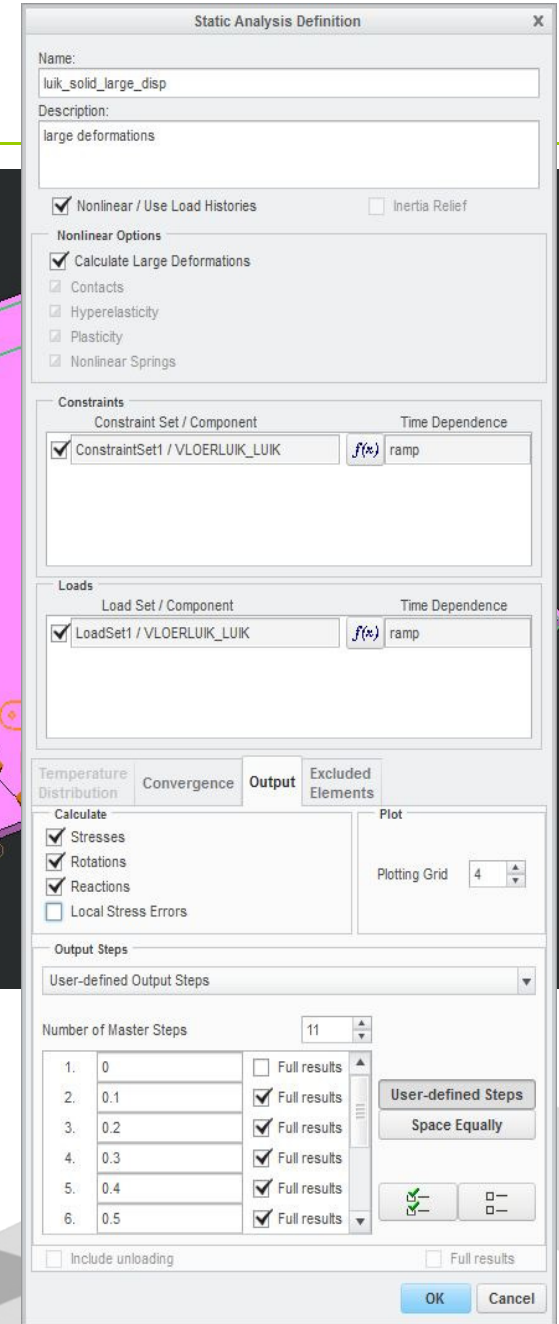 Static Analysis Definition x
Name:
luik_solid_large_disp
Description:
large deformations
Nonlinear / Use Load Histories Inertia Relief
Nonlinear Options
Calculate Large Deformations
Contacts
Hyperelasticity
Plasticity
Nonlinear Springs
Constraints
Constraint Set / Component Time Dependence
ConstraintSet1 / VLOERLUIK_LUIK f(x) ramp
Loads
Load Set / Component Time Dependence
LoadSet1 / VLOERLUIK_LUIK f(x) ramp
Temperature Distribution Convergence Output Excluded Elements
Calculate Plot
Stresses
Rotations
Plotting Grid 4
Reactions
Local Stress Errors
Output Steps
User-defined Output Steps
Number of Master Steps 11
1. 0 Full results
2. 0.1 Full results User-defined Steps
3. 0.2 Full results Space Equally
4. 0.3 Full results
5. 0.4 Full results
6. 0.5 Full results
Include unloading Full results
OK Cancel